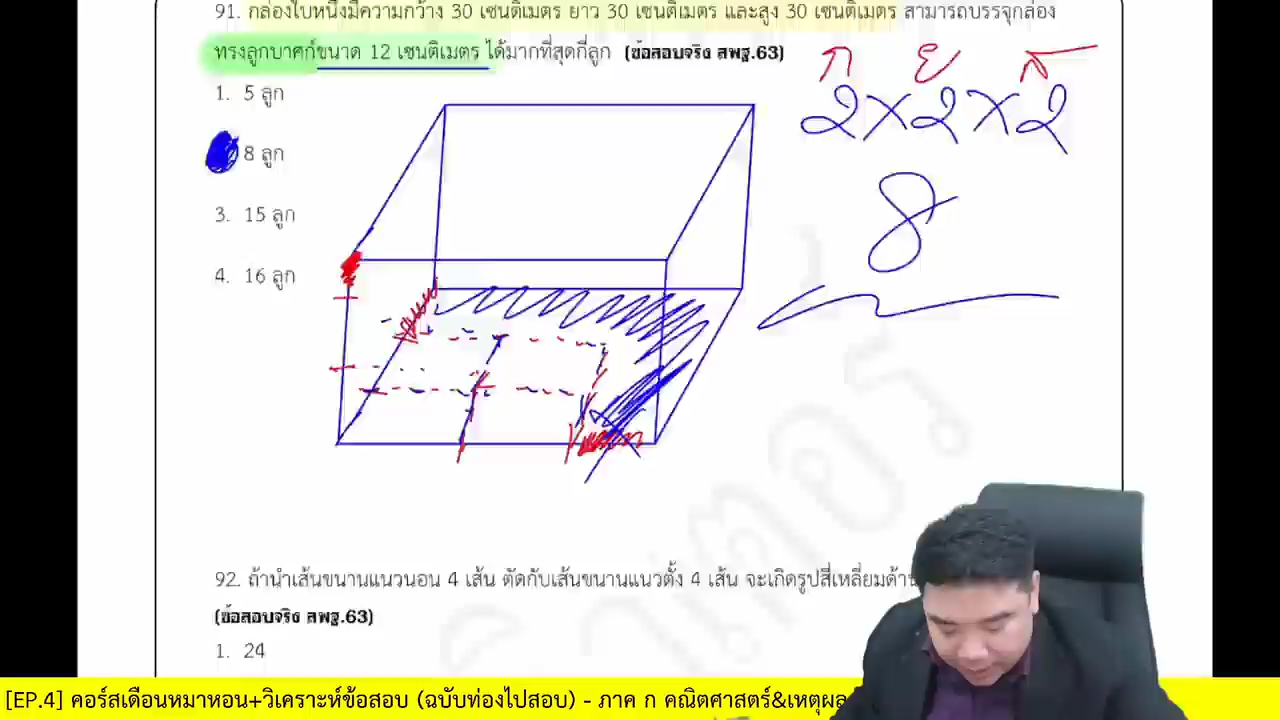 91. กล่องใบหนึ่งมีความกว้าง 30 เซนติเมตร ยาว 30 เซนติเมตร และสูง 30 เซนติเมตร สามารถบรรจุกล่อง
ทรงลูกบาศก์ขนาด 12 เซนติเมตร ได้มากที่สุดกี่ลูก (ข้อสอบจริง สพฐ.63)
ก ย ส
2×2×2
8
1. 5 ลูก
8 ลูก
3. 15 ลูก
4. 16 ลูก
92. ถ้านำเส้นขนานแนวนอน 4 เส้น ตัดกับเส้นขนานแนวตั้ง 4 เส้น จะเกิดรูปสี่เหลี่ยมด้าน
(ข้อสอบจริง สพฐ.63)
1. 24
[EP.4] คอร์สเดือนหมาหอน+วิเคราะห์ข้อสอบ (ฉบับท่องไปสอบ) - ภาค ก คณิตศาสตร์&เหตุผล